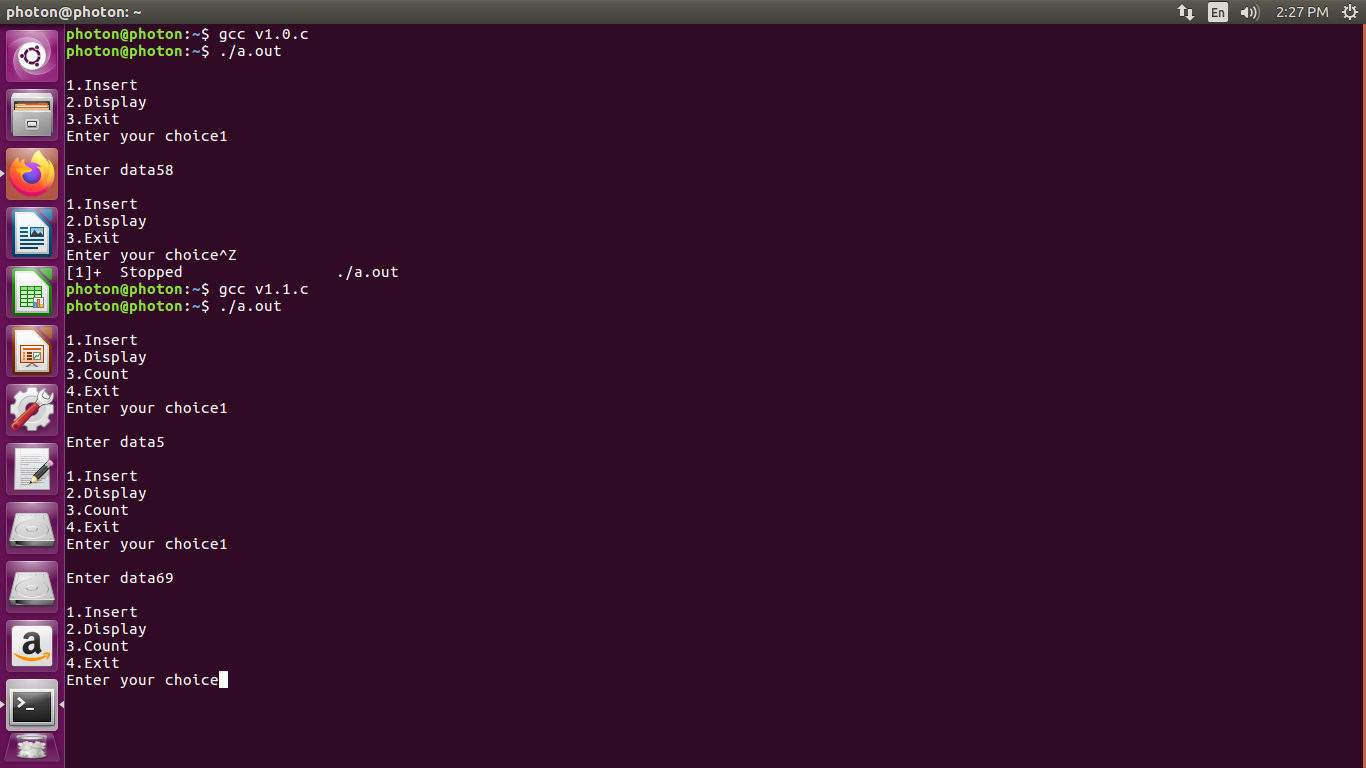 photon@photon: ~
En
2:27 PM
photon@photon:~$ gcc v1.0.c
photon@photon:~$ ./a.out
1.Insert
2.Display
3.Exit
Enter your choice1
Enter data58
1.Insert
2.Display
3.Exit
Enter your choice^Z
[1]+  Stopped                 ./a.out
photon@photon:~$ gcc v1.1.c
photon@photon:~$ ./a.out
1.Insert
2.Display
3.Count
4.Exit
Enter your choice1
Enter data5
1.Insert
2.Display
3.Count
4.Exit
Enter your choice1
Enter data69
1.Insert
2.Display
3.Count
4.Exit
Enter your choice